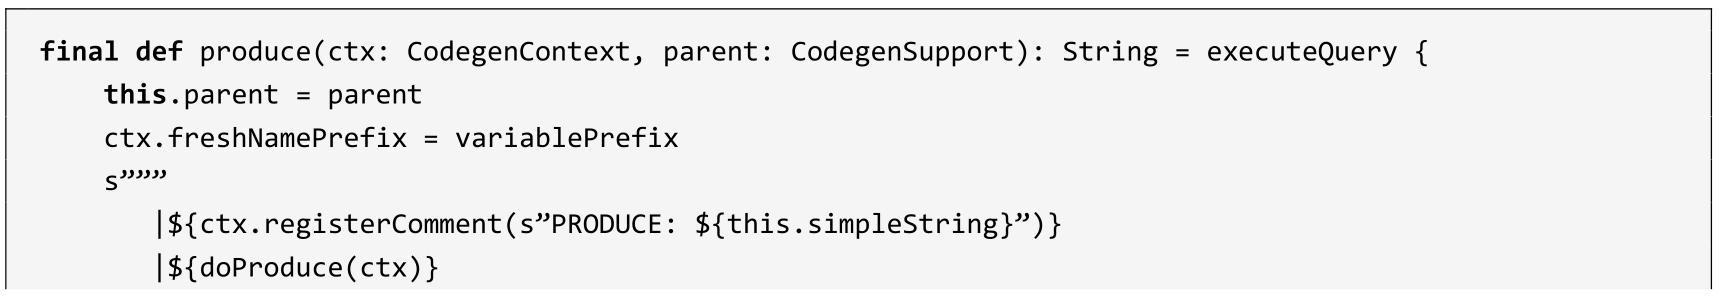 final def produce(ctx: CodegenContext, parent: CodegenSupport): String = executeQuery {
this.parent = parent
ctx.freshNamePrefix = variablePrefix
s”””
|${ctx.registerComment(s”PRODUCE: ${this.simpleString}”)}
|${doProduce(ctx)}